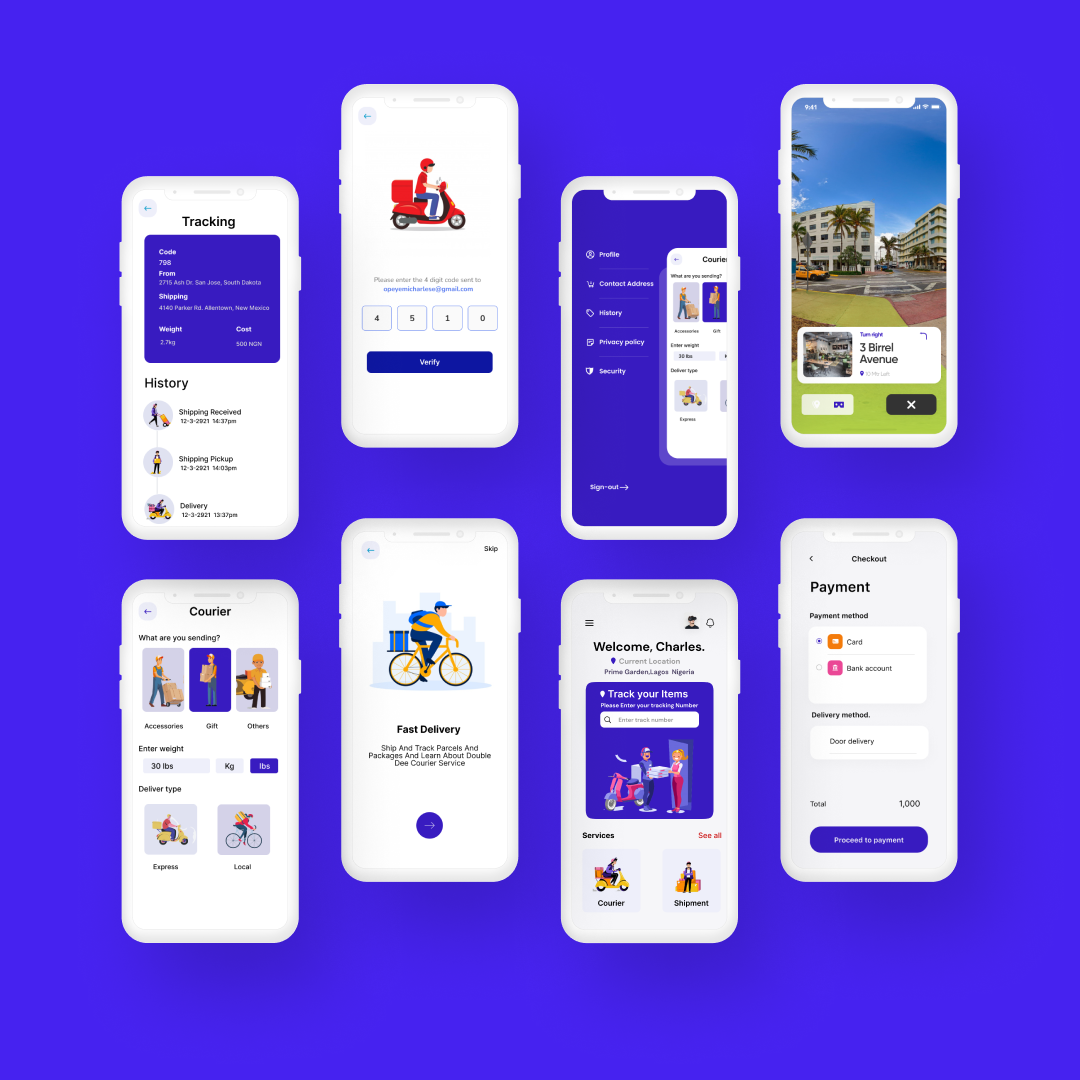 Tracking
Code
798
From
2715 Ash Dr. San Jose, South Dakota
Shipping
4140 Parker Rd. Allentown, New Mexico
Weight
Cost
2.7kg
500 NGN
History
Shipping Received
12-3-2921 14:37pm
Shipping Pickup
12-3-2921 14:03pm
Delivery
12-3-2921 13:37pm
Please enter the 4 digit code sent to
opeyemicharlese@gmail.com
4 5 1 0
Verify
Profile
Contact Address
History
Privacy policy
Security
Sign-out
Courier
What are you sending?
Accessories
Gift
Enter weight
30 lbs
Deliver type
Express
9:41
Turn right
3 Birrel
Avenue
10 Min Left
Courier
What are you sending?
Accessories
Gift
Others
Enter weight
30 lbs
Kg
lbs
Deliver type
Express
Local
Skip
Fast Delivery
Ship And Track Parcels And
Packages And Learn About Double
Dee Courier Service
Welcome, Charles.
Current Location
Prime Garden,Lagos Nigeria
Track your Items
Please Enter your tracking Number
Enter track number
Services
See all
Courier
Shipment
Checkout
Payment
Payment method
Card
Bank account
Delivery method.
Door delivery
Total
1,000
Proceed to payment